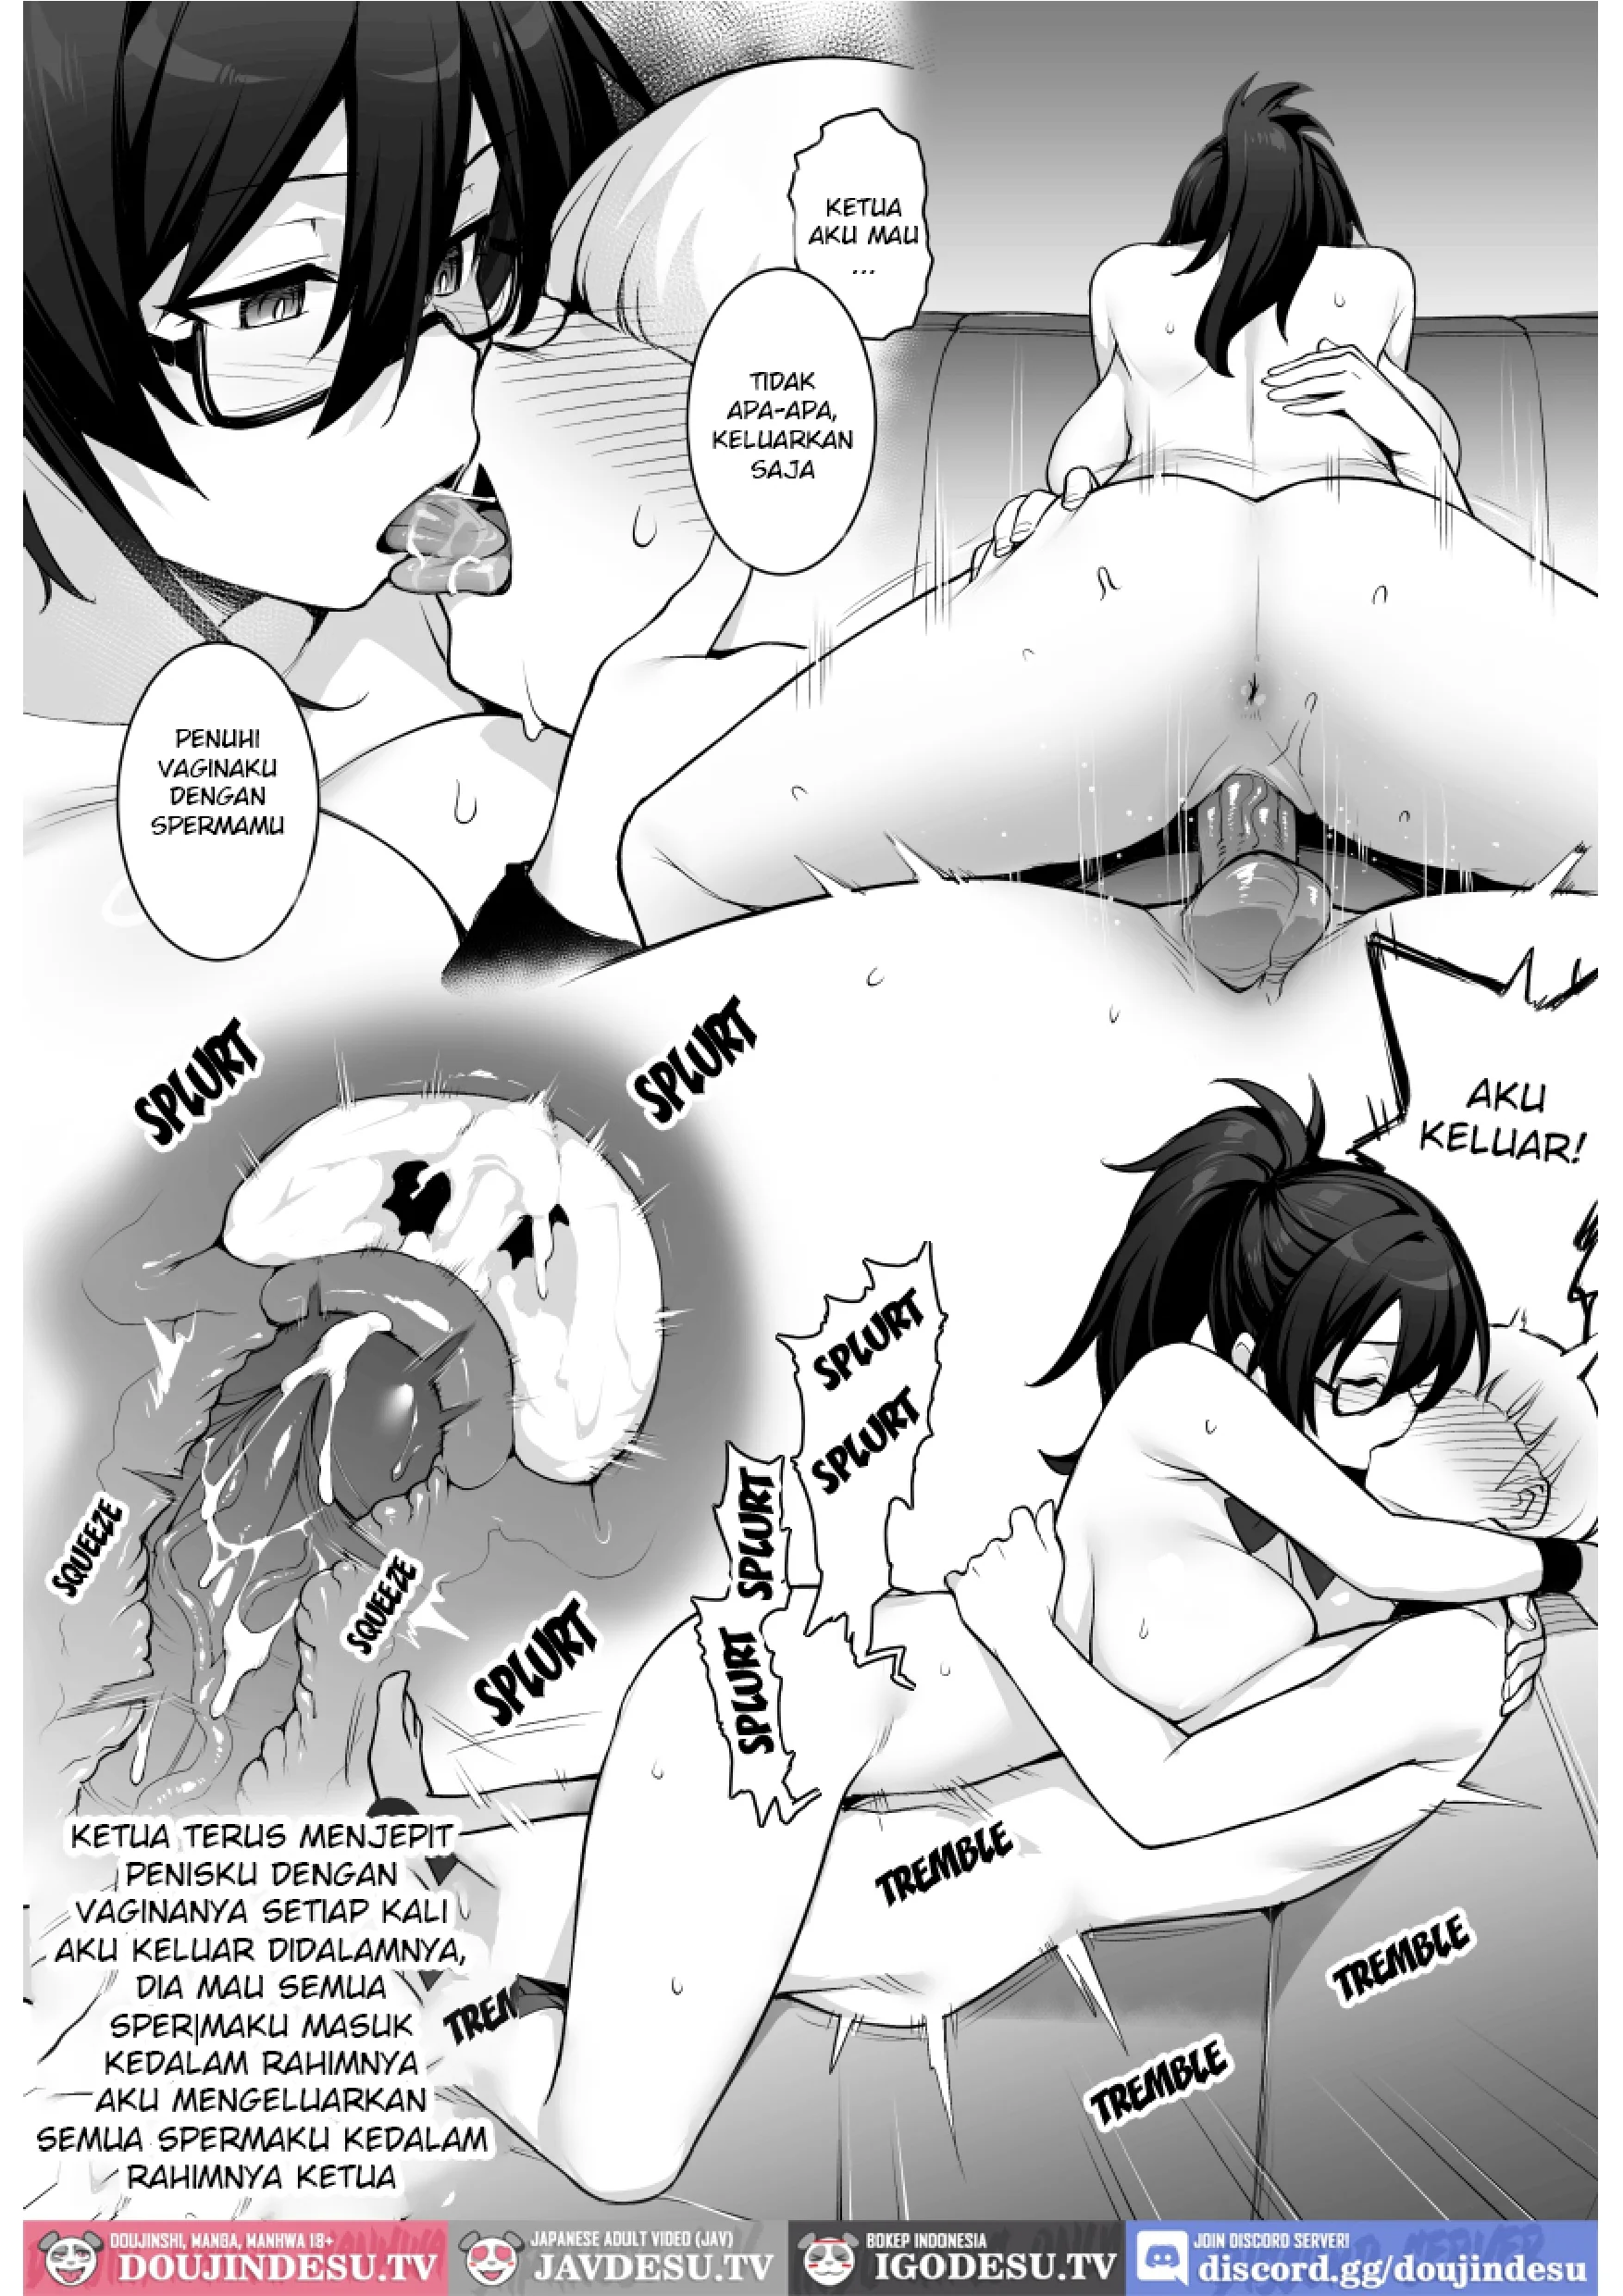 KETUA
AKU MAU
...
TIDAK
APA-APA,
KELUARKAN
SAJA
PENUHI
VAGINAKU
DENGAN
SPERMAMU
SPLURT
SPLURT
AKU
KELUAR!
SPLURT
SPLURT
SPLURT
SPLURT
SQUEEZE
SQUEEZE
SPLURT
KETUA TERUS MENJEPIT
PENISKU DENGAN
VAGINANYA SETIAP KALI
AKU KELUAR DIDALAMNYA,
DIA MAU SEMUA
SPER|MAKU MASUK
KEDALAM RAHIMNYA
AKU MENGELUARKAN
SEMUA SPERMAKU KEDALAM
RAHIMNYA KETUA
TREMBLE
TREM
TREMBLE
TREMBLE
DOUJINSHI, MANGA, MANHWA 18+
DOUJINDESU.TV
JAPANESE ADULT VIDEO (JAV)
JAVDESU.TV
BOKEP INDONESIA
IGODESU.TV
JOIN DISCORD SERVER!
discord.gg/doujindesu